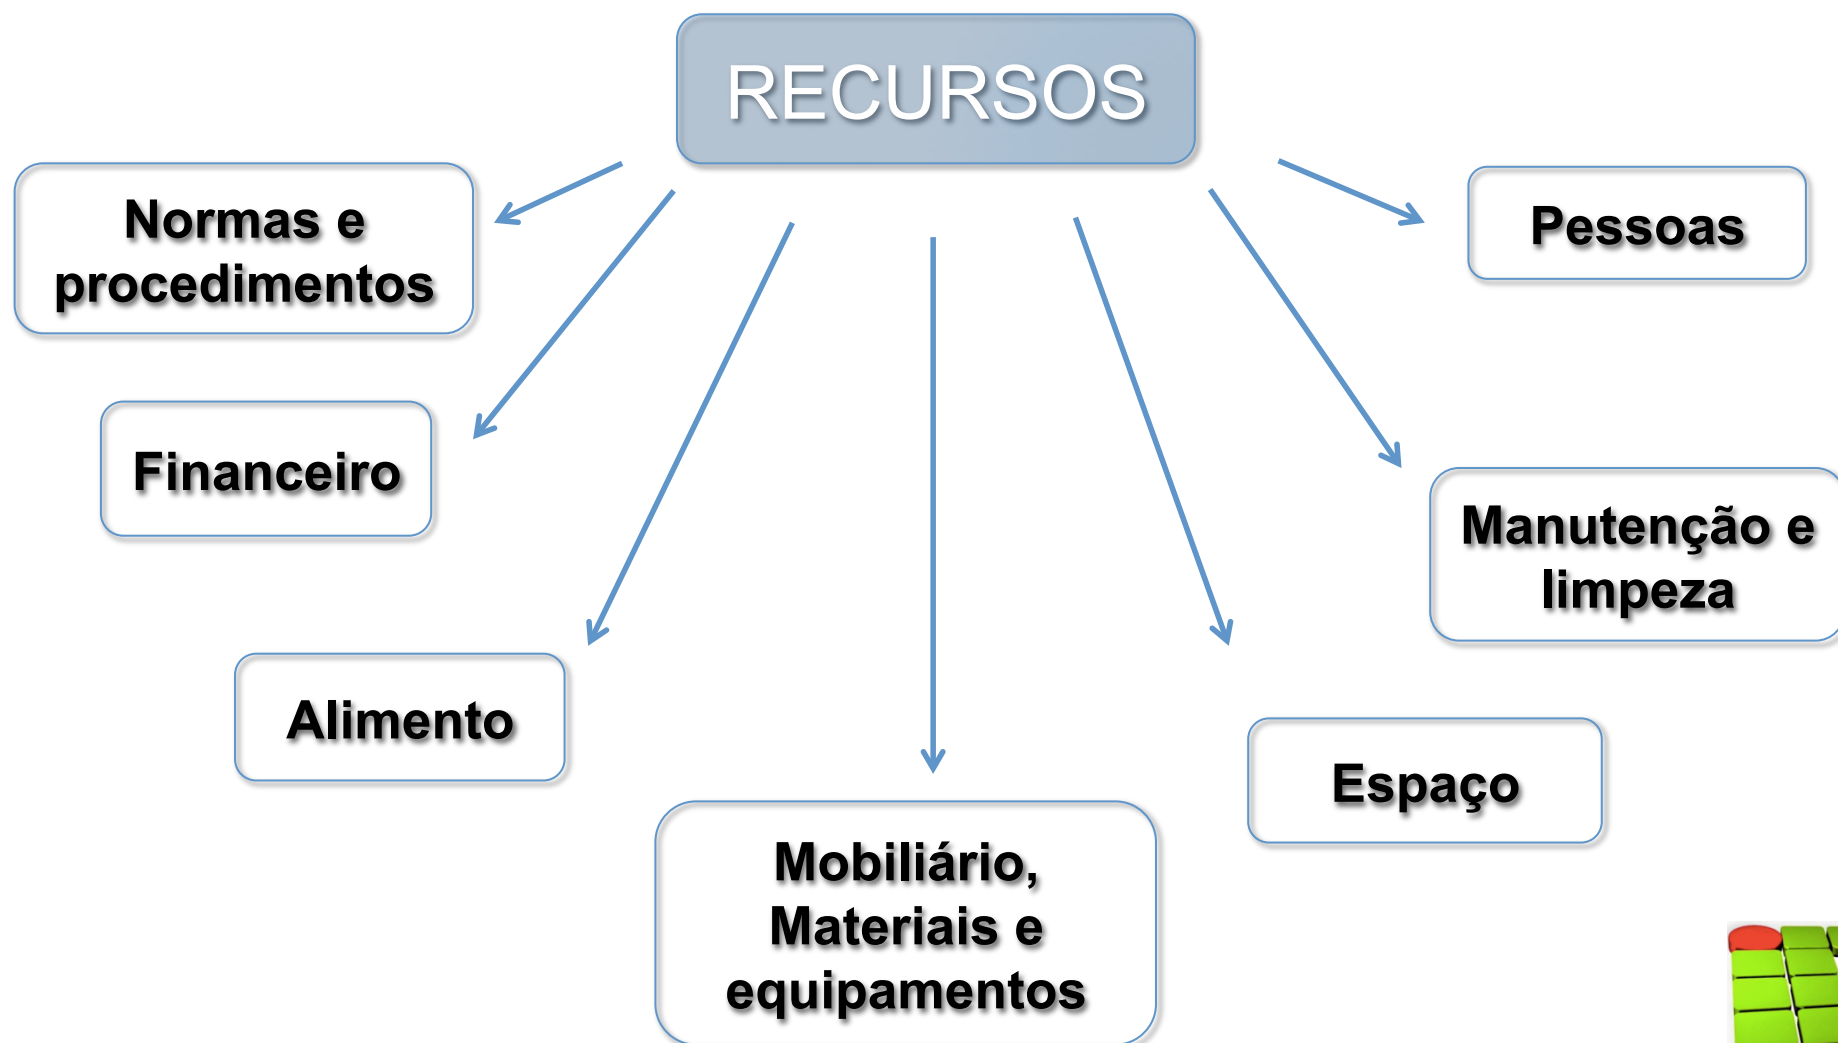 RECURSOS
Normas e
procedimentos
Pessoas
Financeiro
Manutenção e
limpeza
Alimento
Espaço
Mobiliário,
Materiais e
equipamentos